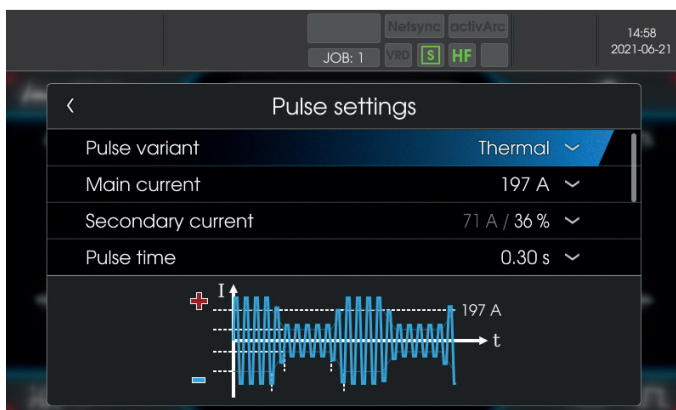 Netsync activArc
JOB: 1 VRD S HF
14:58
2021-06-21
Pulse settings
Pulse variant Thermal
Main current 197 A
Secondary current 71 A / 36 %
Pulse time 0.30 s
I
197 A
t